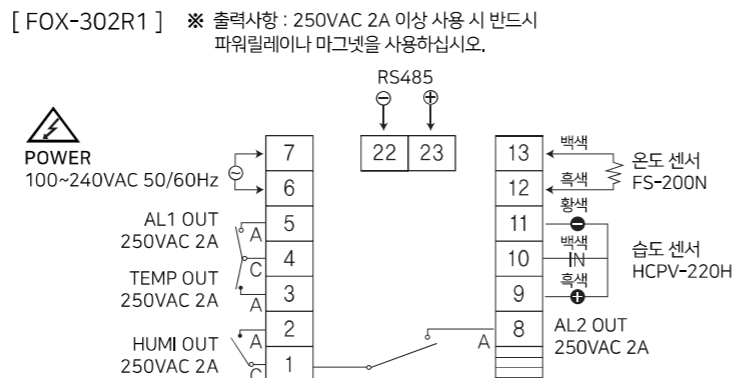 [ FOX-302R1 ] ※ 출력사항 : 250VAC 2A 이상 사용 시 반드시
파워릴레이나 마그넷을 사용하십시오.
RS485
POWER
100~240VAC 50/60Hz
7
6
AL1 OUT
250VAC 2A
A
5
C
4
TEMP OUT
250VAC 2A
A
3
HUMI OUT
250VAC 2A
A
2
C
1
22 23
13 백색
12 흑색
온도 센서
FS-200N
11 황색
10 백색
IN
9 흑색
습도 센서
HCPV-220H
A
8
AL2 OUT
250VAC 2A